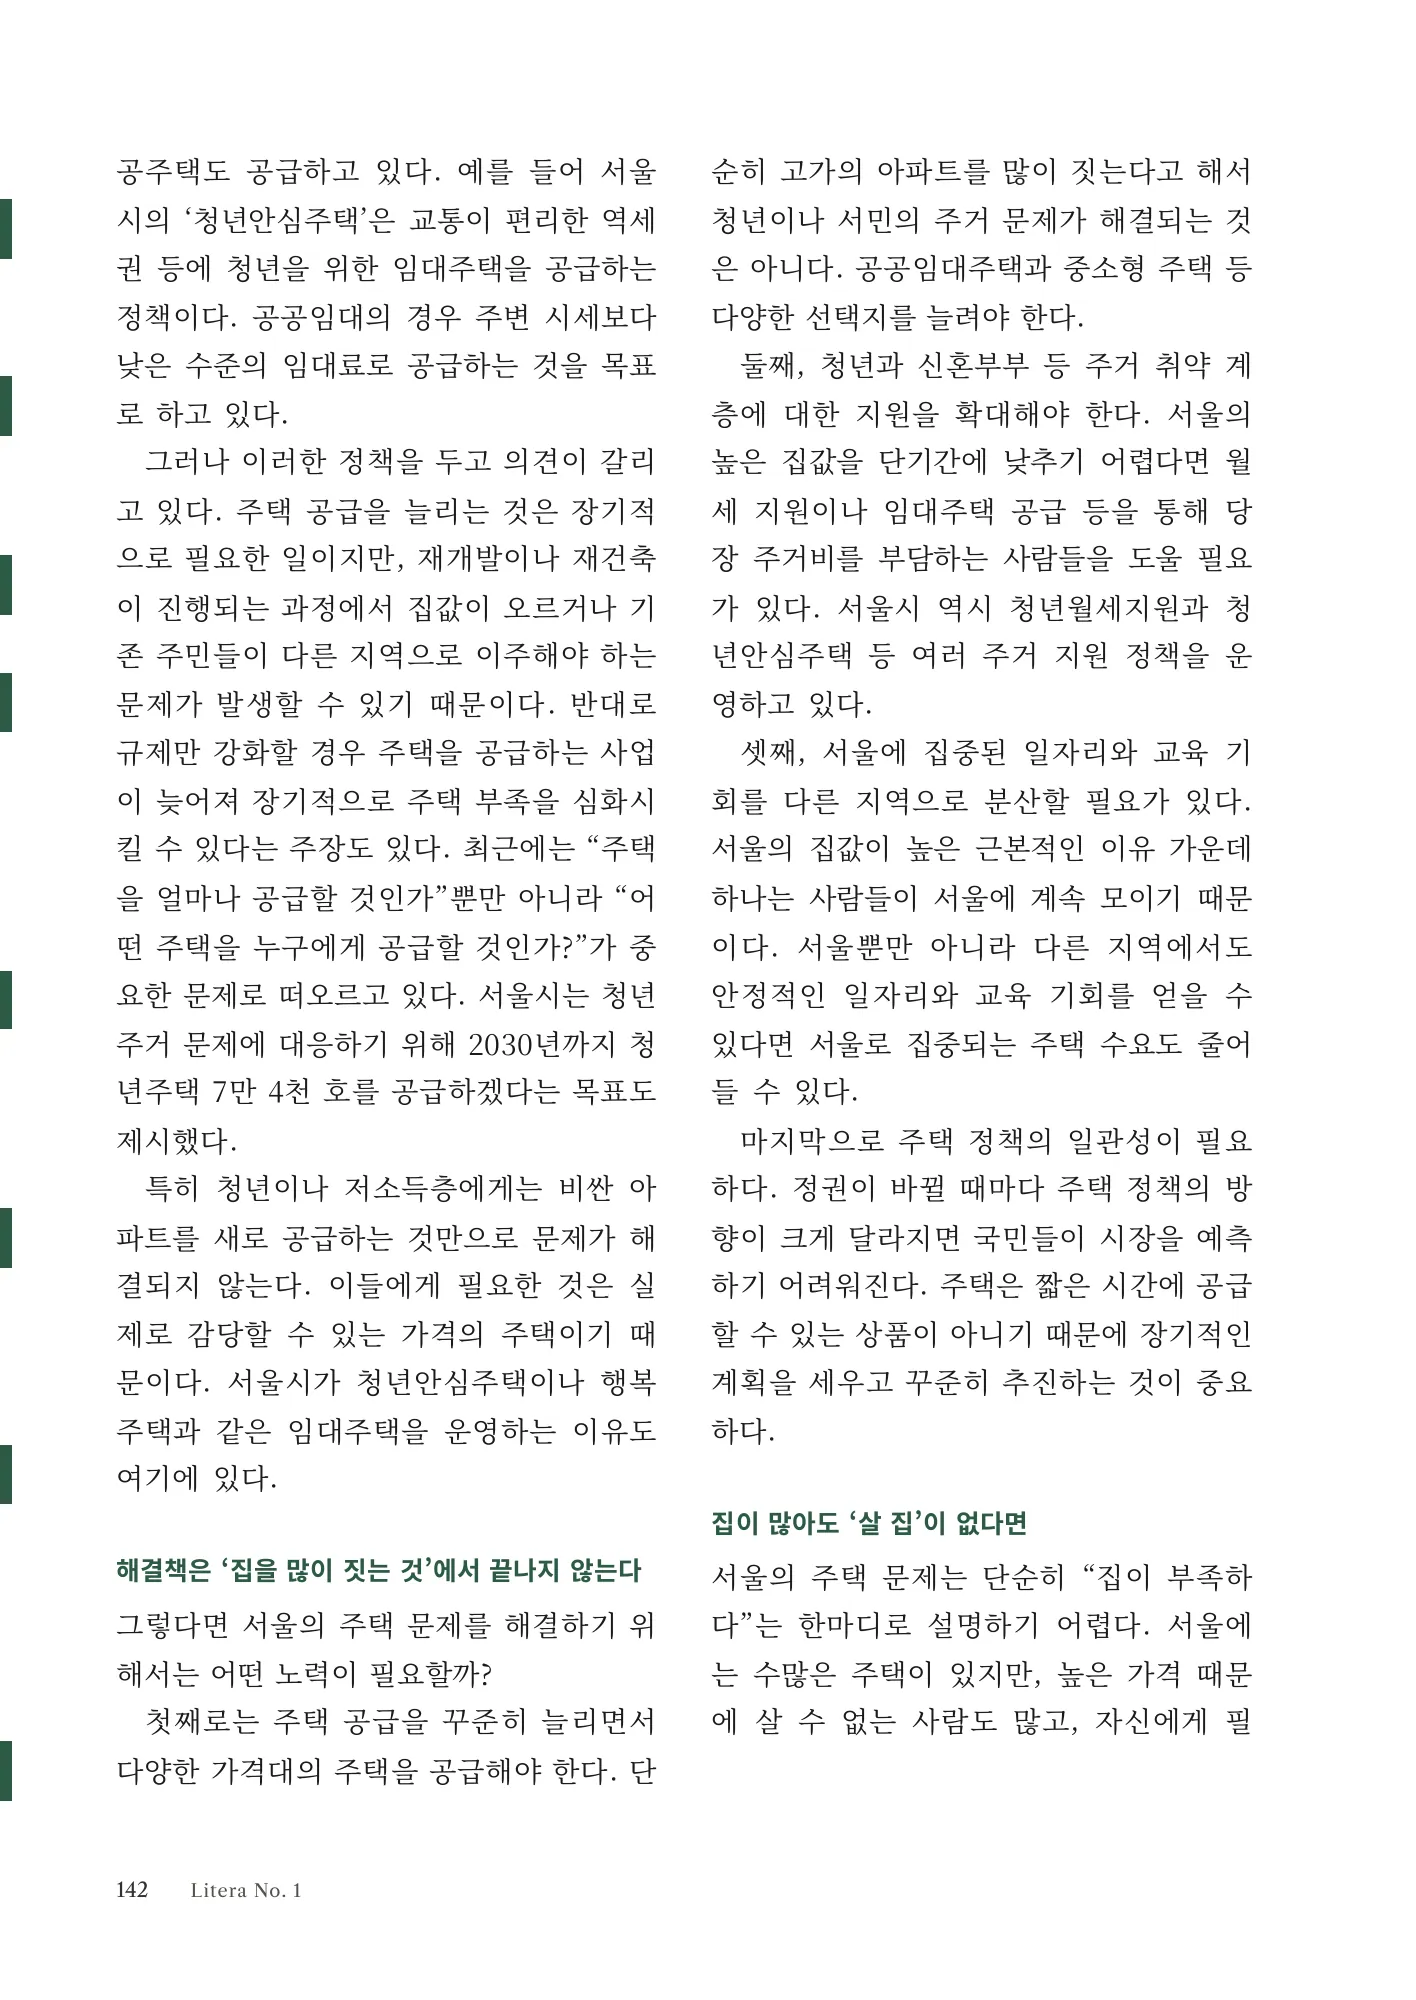 공주택도 공급하고 있다. 예를 들어 서울
시의 ‘청년안심주택’은 교통이 편리한 역세
권 등에 청년을 위한 임대주택을 공급하는
정책이다. 공공임대의 경우 주변 시세보다
낮은 수준의 임대료로 공급하는 것을 목표
로 하고 있다.
그러나 이러한 정책을 두고 의견이 갈리
고 있다. 주택 공급을 늘리는 것은 장기적
으로 필요한 일이지만, 재개발이나 재건축
이 진행되는 과정에서 집값이 오르거나 기
존 주민들이 다른 지역으로 이주해야 하는
문제가 발생할 수 있기 때문이다. 반대로
규제만 강화할 경우 주택을 공급하는 사업
이 늦어져 장기적으로 주택 부족을 심화시
킬 수 있다는 주장도 있다. 최근에는 “주택
을 얼마나 공급할 것인가”뿐만 아니라 “어
떤 주택을 누구에게 공급할 것인가?”가 중
요한 문제로 떠오르고 있다. 서울시는 청년
주거 문제에 대응하기 위해 2030년까지 청
년주택 7만 4천 호를 공급하겠다는 목표도
제시했다.
특히 청년이나 저소득층에게는 비싼 아
파트를 새로 공급하는 것만으로 문제가 해
결되지 않는다. 이들에게 필요한 것은 실
제로 감당할 수 있는 가격의 주택이기 때
문이다. 서울시가 청년안심주택이나 행복
주택과 같은 임대주택을 운영하는 이유도
여기에 있다.
해결책은 ‘집을 많이 짓는 것’에서 끝나지 않는다
그렇다면 서울의 주택 문제를 해결하기 위
해서는 어떤 노력이 필요할까?
첫째로는 주택 공급을 꾸준히 늘리면서
다양한 가격대의 주택을 공급해야 한다. 단
순히 고가의 아파트를 많이 짓는다고 해서
청년이나 서민의 주거 문제가 해결되는 것
은 아니다. 공공임대주택과 중소형 주택 등
다양한 선택지를 늘려야 한다.
둘째, 청년과 신혼부부 등 주거 취약 계
층에 대한 지원을 확대해야 한다. 서울의
높은 집값을 단기간에 낮추기 어렵다면 월
세 지원이나 임대주택 공급 등을 통해 당
장 주거비를 부담하는 사람들을 도울 필요
가 있다. 서울시 역시 청년월세지원과 청
년안심주택 등 여러 주거 지원 정책을 운
영하고 있다.
셋째, 서울에 집중된 일자리와 교육 기
회를 다른 지역으로 분산할 필요가 있다.
서울의 집값이 높은 근본적인 이유 가운데
하나는 사람들이 서울에 계속 모이기 때문
이다. 서울뿐만 아니라 다른 지역에서도
안정적인 일자리와 교육 기회를 얻을 수
있다면 서울로 집중되는 주택 수요도 줄어
들 수 있다.
마지막으로 주택 정책의 일관성이 필요
하다. 정권이 바뀔 때마다 주택 정책의 방
향이 크게 달라지면 국민들이 시장을 예측
하기 어려워진다. 주택은 짧은 시간에 공급
할 수 있는 상품이 아니기 때문에 장기적인
계획을 세우고 꾸준히 추진하는 것이 중요
하다.
집이 많아도 ‘살 집’이 없다면
서울의 주택 문제는 단순히 “집이 부족하
다”는 한마디로 설명하기 어렵다. 서울에
는 수많은 주택이 있지만, 높은 가격 때문
에 살 수 없는 사람도 많고, 자신에게 필
142 Litera No. 1